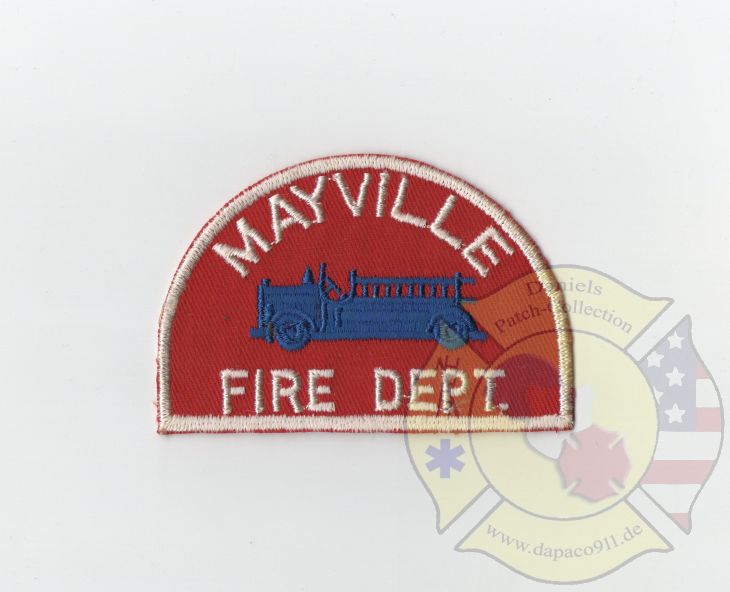 MAYVILLE
FIRE DEPT.
Daniels
Patch-Collection
www.dapaco911.de